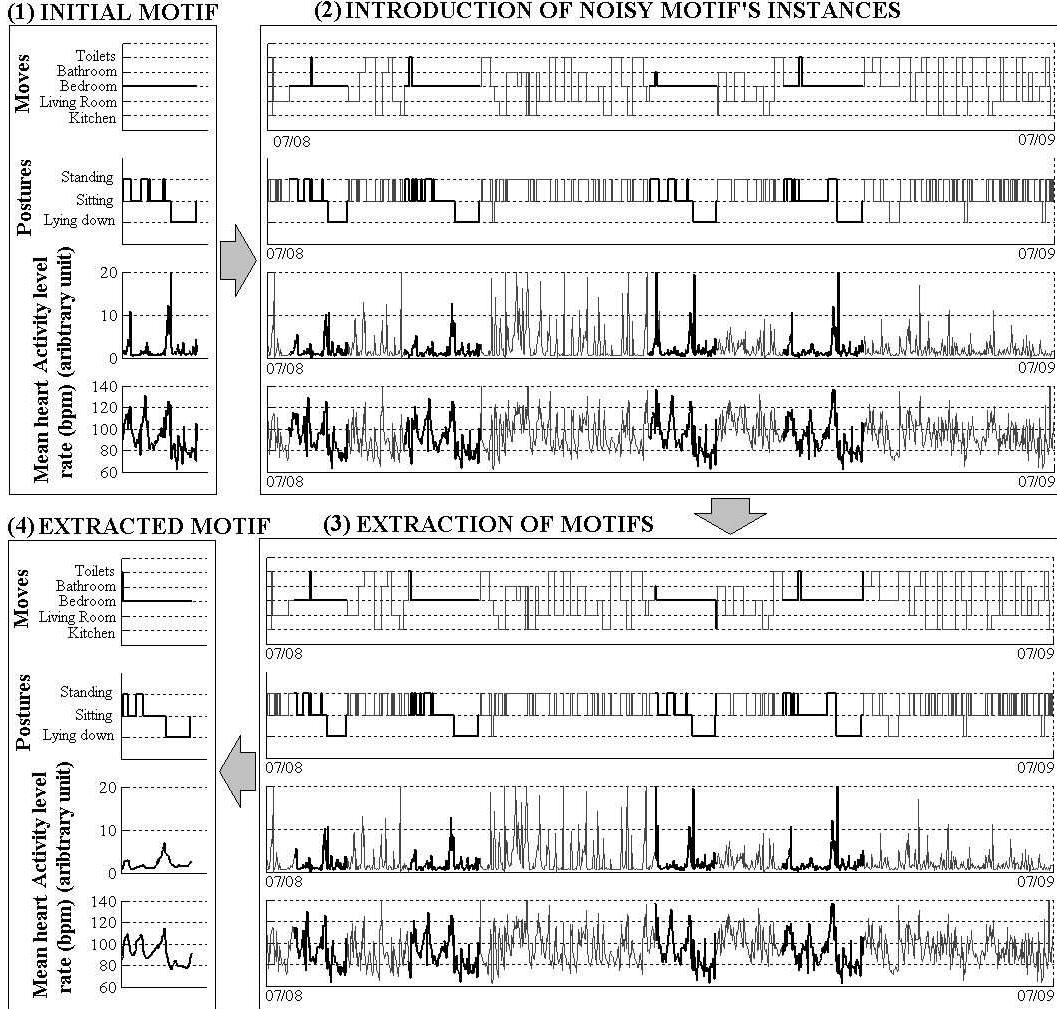 (1) INITIAL MOTIF
(2) INTRODUCTION OF NOISY MOTIF'S INSTANCES
Moves
Toilets
Bathroom
Bedroom
Living Room
Kitchen
07/08
07/09
Postures
Standing
Sitting
Lying down
07/08
07/09
Activity level
(aribtrary unit)
20
10
0
07/08
07/09
Mean heart
rate (bpm)
140
120
100
80
60
07/08
07/09
(4) EXTRACTED MOTIF
(3) EXTRACTION OF MOTIFS
Moves
Toilets
Bathroom
Bedroom
Living Room
Kitchen
07/08
07/09
Postures
Standing
Sitting
Lying down
07/08
07/09
Activity level
(aribtrary unit)
20
10
0
07/08
07/09
Mean heart
rate (bpm)
140
120
100
80
60
07/08
07/09